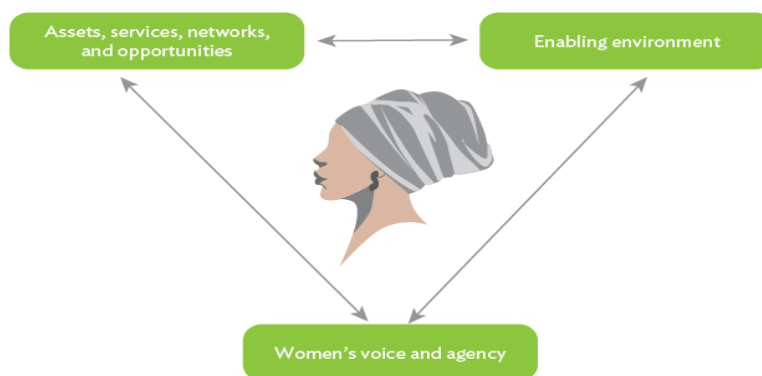 Assets, services, networks,
and opportunities
Enabling environment
Women’s voice and agency